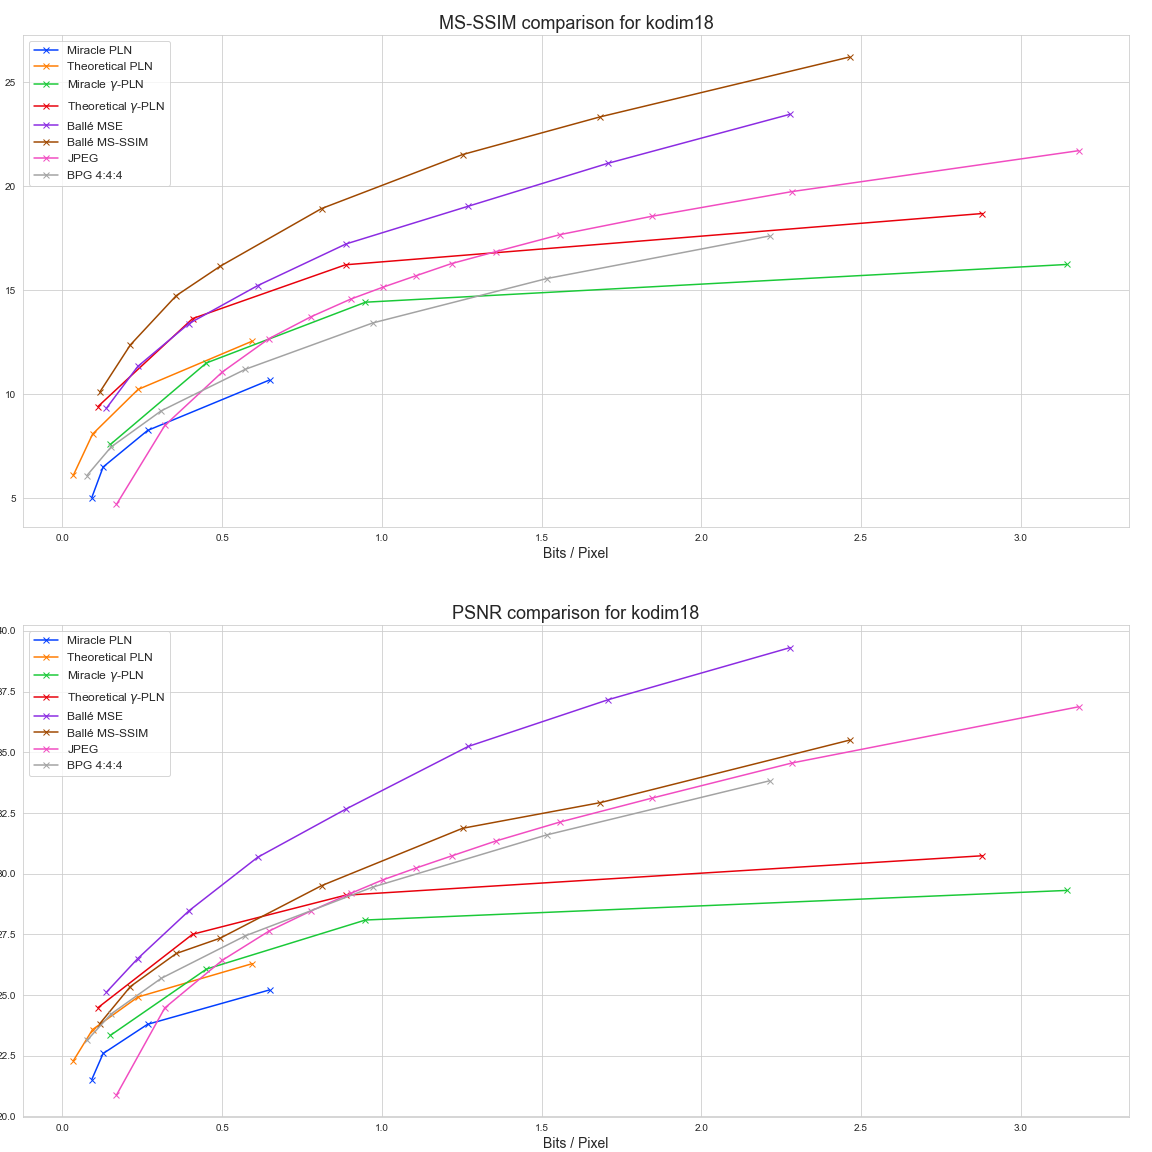 MS-SSIM comparison for kodim18
Miracle PLN
Theoretical PLN
Miracle γ-PLN
Theoretical γ-PLN
Ballé MSE
Ballé MS-SSIM
JPEG
BPG 4:4:4
25
20
15
10
5
0.0 0.5 1.0 1.5 2.0 2.5 3.0
Bits / Pixel
PSNR comparison for kodim18
Miracle PLN
Theoretical PLN
Miracle γ-PLN
Theoretical γ-PLN
Ballé MSE
Ballé MS-SSIM
JPEG
BPG 4:4:4
40.0
37.5
35.0
32.5
30.0
27.5
25.0
22.5
20.0
0.0 0.5 1.0 1.5 2.0 2.5 3.0
Bits / Pixel